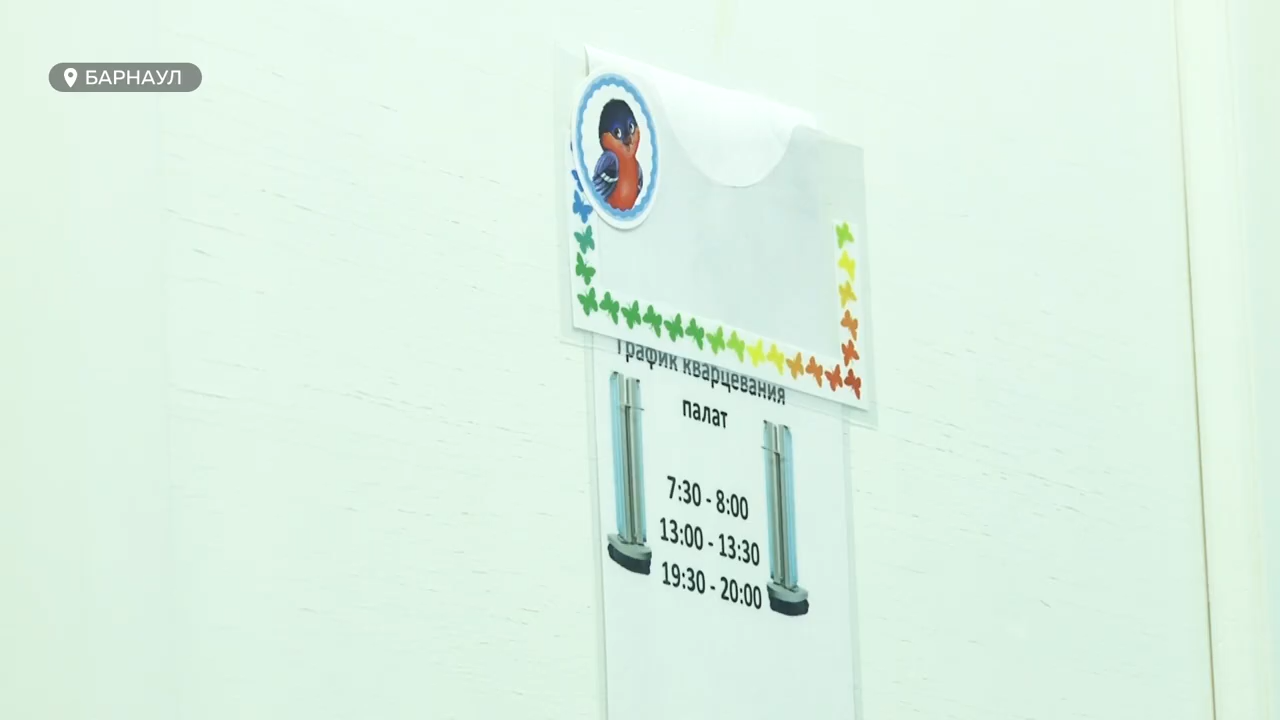 БАРНАУЛ
График кварцевания
палат
7:30 - 8:00
13:00 - 13:30
19:30 - 20:00